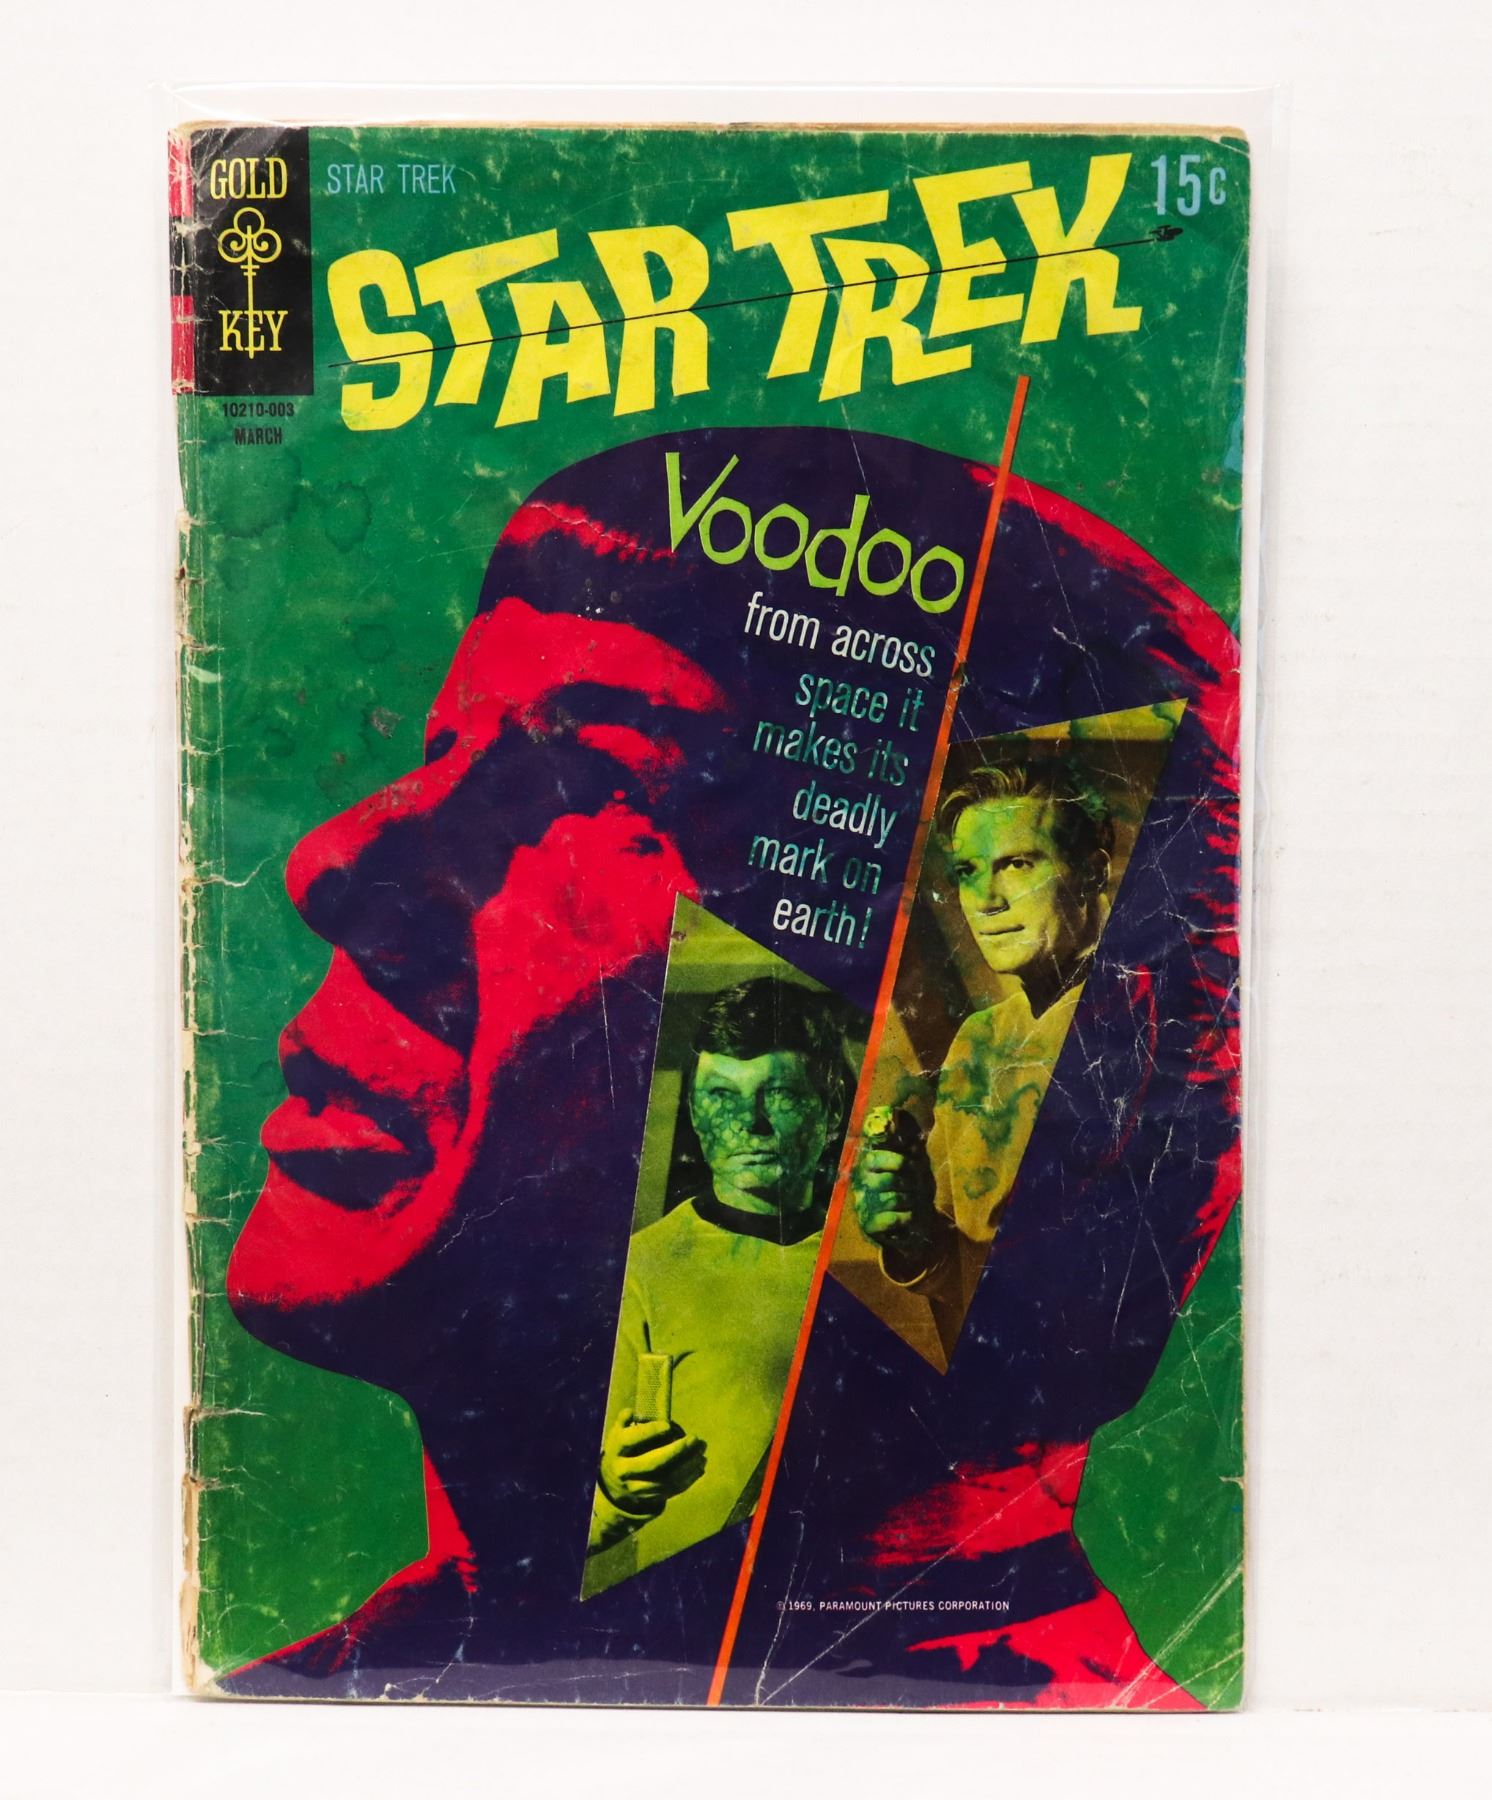 GOLD
KEY
STAR TREK
STAR TREK
15c
10210-003
MARCH
Voodoo
from across
space it
makes its
deadly
mark on
earth!
© 1969, PARAMOUNT PICTURES CORPORATION